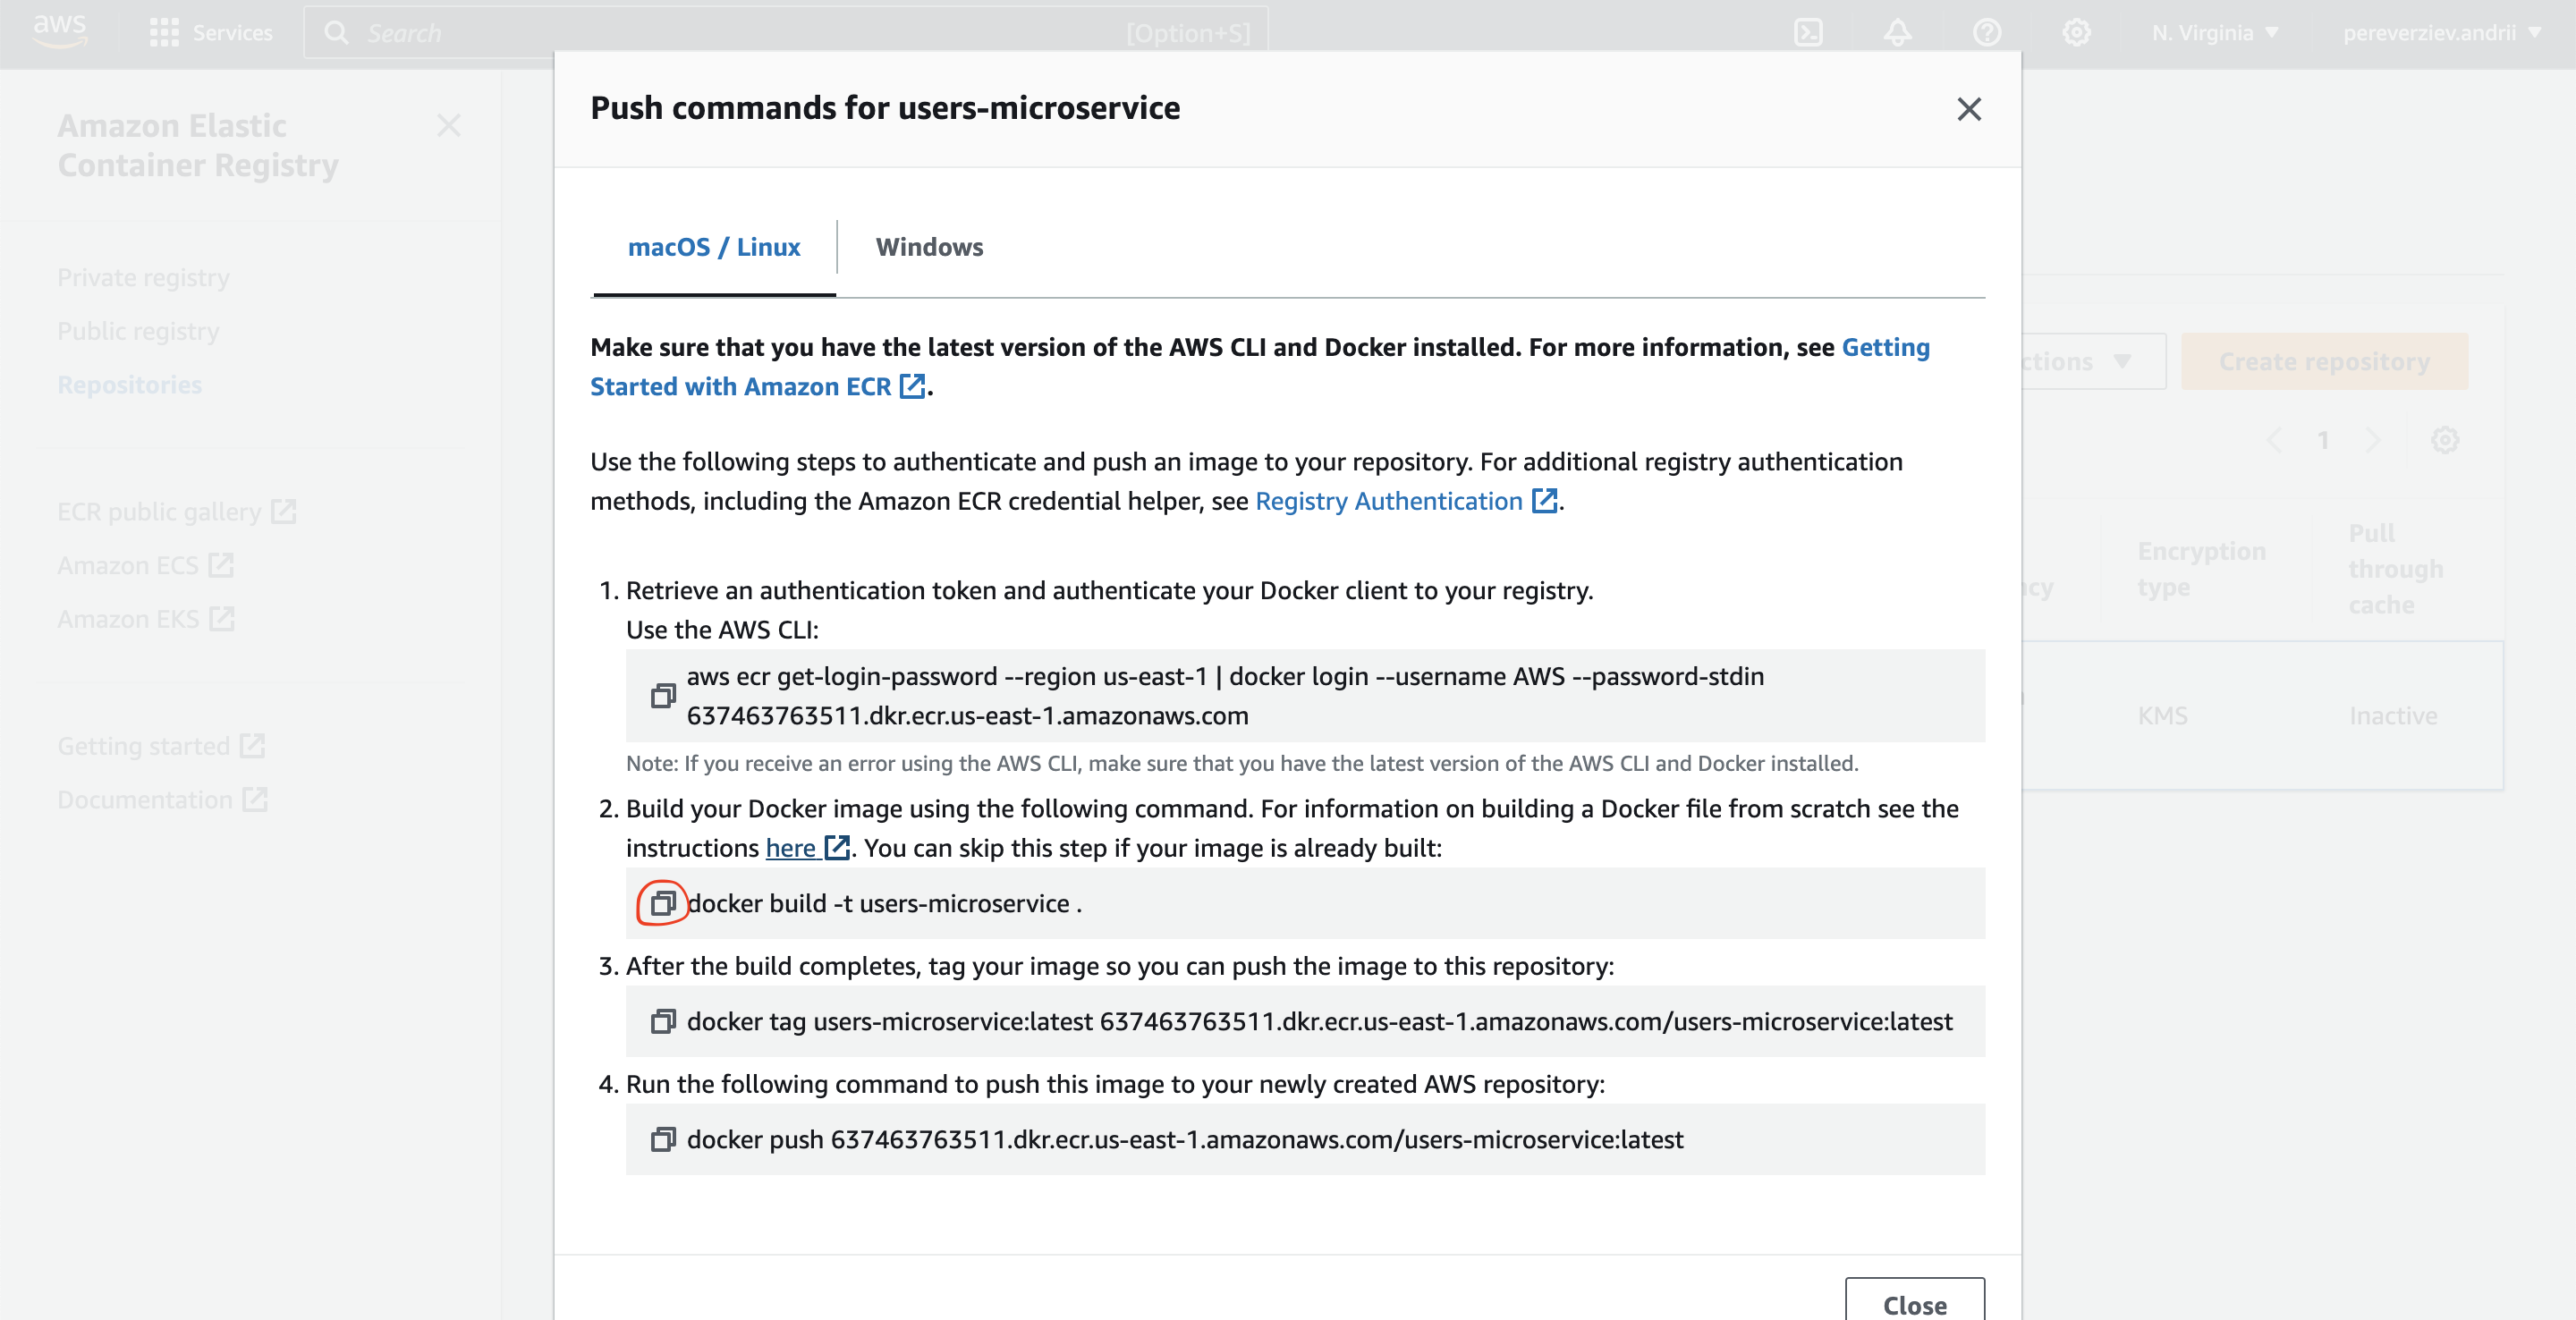 aws
Services
Search
[Option+S]
N. Virginia
pereverziev.andrii
Amazon Elastic
Container Registry
Private registry
Public registry
Repositories
ECR public gallery
Amazon ECS
Amazon EKS
Getting started
Documentation
Push commands for users-microservice
macOS / Linux
Windows
Make sure that you have the latest version of the AWS CLI and Docker installed. For more information, see Getting
Started with Amazon ECR .
Use the following steps to authenticate and push an image to your repository. For additional registry authentication
methods, including the Amazon ECR credential helper, see Registry Authentication .
1. Retrieve an authentication token and authenticate your Docker client to your registry.
Use the AWS CLI:
aws ecr get-login-password --region us-east-1 | docker login --username AWS --password-stdin
637463763511.dkr.ecr.us-east-1.amazonaws.com
Note: If you receive an error using the AWS CLI, make sure that you have the latest version of the AWS CLI and Docker installed.
2. Build your Docker image using the following command. For information on building a Docker file from scratch see the
instructions here . You can skip this step if your image is already built:
docker build -t users-microservice .
3. After the build completes, tag your image so you can push the image to this repository:
docker tag users-microservice:latest 637463763511.dkr.ecr.us-east-1.amazonaws.com/users-microservice:latest
4. Run the following command to push this image to your newly created AWS repository:
docker push 637463763511.dkr.ecr.us-east-1.amazonaws.com/users-microservice:latest
Close
ctions
Create repository
1
cy
Encryption
type
Pull
through
cache
KMS
Inactive